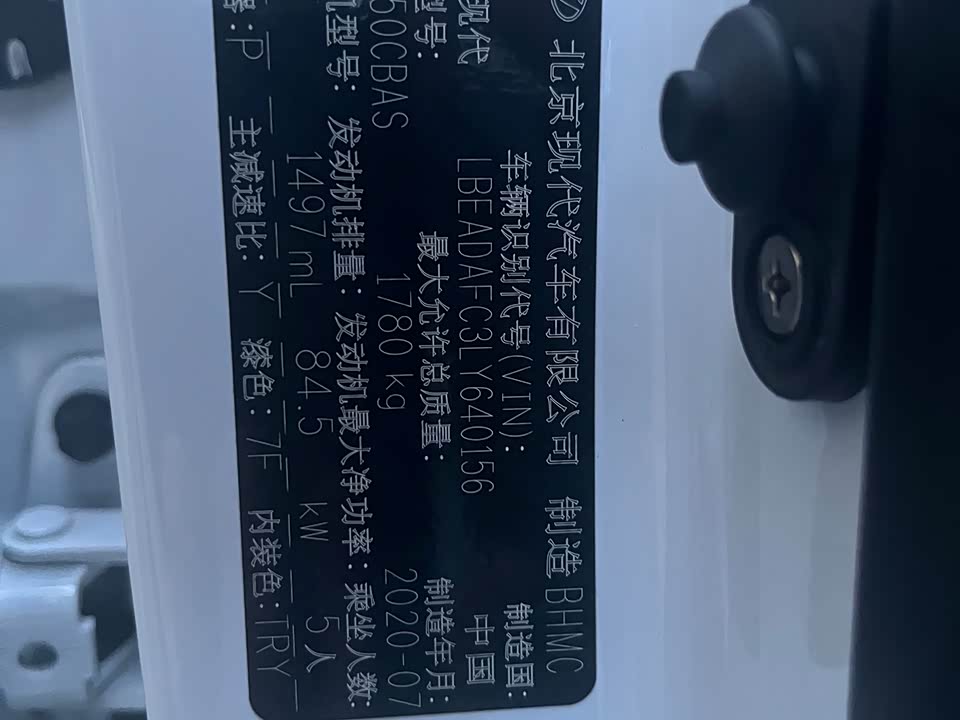 北京现代汽车有限公司 制造 BHMC
车辆识别代号(VIN): 制造国:
现代 LBEADAFC3LY640156 中国
型号: 最大允许总质量: 制造年月:
50CBAS 1780 kg 2020-07
机型号: 发动机排量: 发动机最大净功率: 乘坐人数:
1497 mL 84.5 kW 5人
器: P 主减速比: Y 漆色: 7F 内装色: TRY